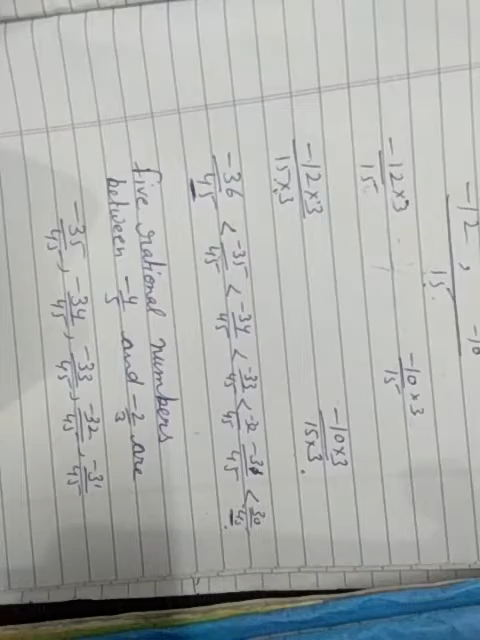 -12, -10
15
-12×3/15 -10×3/15
-12×3/15×3 -10×3/15×3
-36/45 < -35/45 < -34/45 < -33/45 < -32/45 -31/45 < -30/45
five rational numbers
between -4/5 and -2/3 are
-35/45, -34/45, -33/45, -32/45, -31/45